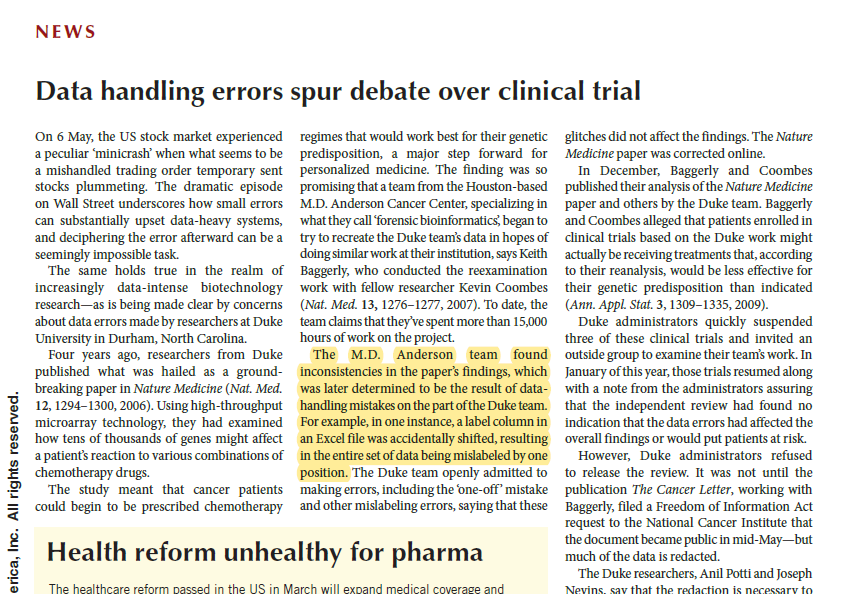 NEWS
Data handling errors spur debate over clinical trial
On 6 May, the US stock market experienced
a peculiar ‘minicrash’ when what seems to be
a mishandled trading order temporary sent
stocks plummeting. The dramatic episode
on Wall Street underscores how small errors
can substantially upset data-heavy systems,
and deciphering the error afterward can be a
seemingly impossible task.
The same holds true in the realm of
increasingly data-intense biotechnology
research—as is being made clear by concerns
about data errors made by researchers at Duke
University in Durham, North Carolina.
Four years ago, researchers from Duke
published what was hailed as a ground-
breaking paper in Nature Medicine (Nat. Med.
12, 1294–1300, 2006). Using high-throughput
microarray technology, they had examined
how tens of thousands of genes might affect
a patient’s reaction to various combinations of
chemotherapy drugs.
The study meant that cancer patients
could begin to be prescribed chemotherapy
regimes that would work best for their genetic
predisposition, a major step forward for
personalized medicine. The finding was so
promising that a team from the Houston-based
M.D. Anderson Cancer Center, specializing in
what they call ‘forensic bioinformatics’, began to
try to recreate the Duke team’s data in hopes of
doing similar work at their institution, says Keith
Baggerly, who conducted the reexamination
work with fellow researcher Kevin Coombes
(Nat. Med. 13, 1276–1277, 2007). To date, the
team claims that they’ve spent more than 15,000
hours of work on the project.
The M.D. Anderson team found
inconsistencies in the paper’s findings, which
was later determined to be the result of data-
handling mistakes on the part of the Duke team.
For example, in one instance, a label column in
an Excel file was accidentally shifted, resulting
in the entire set of data being mislabeled by one
position. The Duke team openly admitted to
making errors, including the ‘one-off’ mistake
and other mislabeling errors, saying that these
glitches did not affect the findings. The Nature
Medicine paper was corrected online.
In December, Baggerly and Coombes
published their analysis of the Nature Medicine
paper and others by the Duke team. Baggerly
and Coombes alleged that patients enrolled in
clinical trials based on the Duke work might
actually be receiving treatments that, according
to their reanalysis, would be less effective for
their genetic predisposition than indicated
(Ann. Appl. Stat. 3, 1309–1335, 2009).
Duke administrators quickly suspended
three of these clinical trials and invited an
outside group to examine their team’s work. In
January of this year, those trials resumed along
with a note from the administrators assuring
that the independent review had found no
indication that the data errors had affected the
overall findings or would put patients at risk.
However, Duke administrators refused
to release the review. It was not until the
publication The Cancer Letter, working with
Baggerly, filed a Freedom of Information Act
request to the National Cancer Institute that
the document became public in mid-May—but
much of the data is redacted.
The Duke researchers, Anil Potti and Joseph
Nevins, say that the redaction is necessary to
Health reform unhealthy for pharma
The healthcare reform passed in the US in March will expand medical coverage and
erica, Inc. All rights reserved.